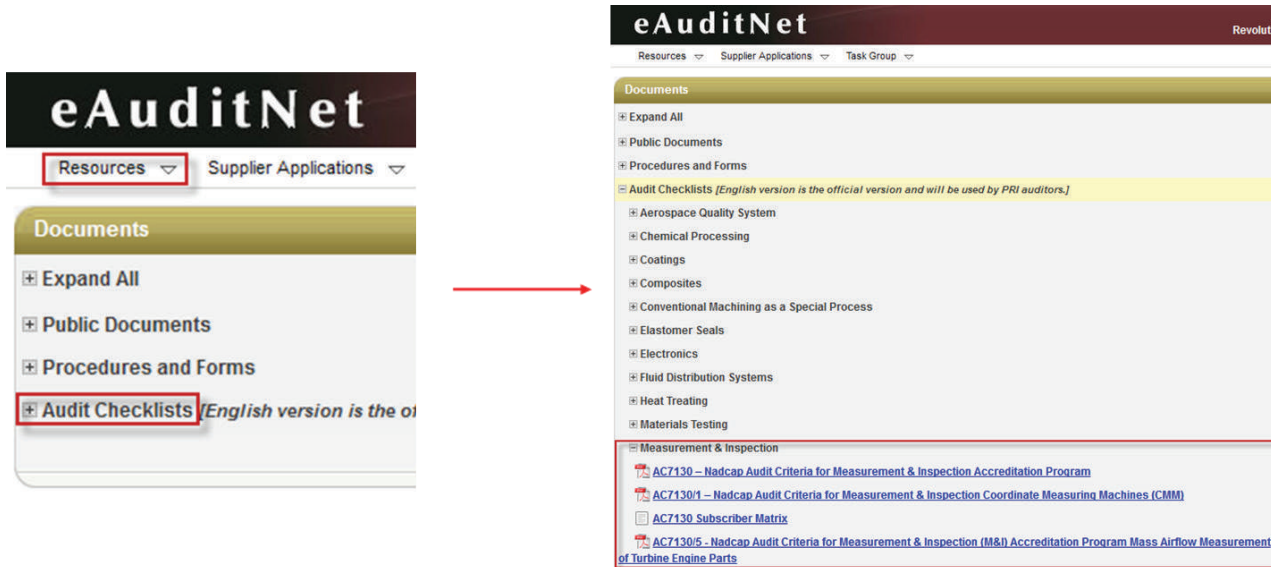 eAuditNet
Resources Supplier Applications
Documents
Expand All
Public Documents
Procedures and Forms
Audit Checklists [English version is the of
eAuditNet
Revolut
Resources Supplier Applications Task Group
Documents
Expand All
Public Documents
Procedures and Forms
Audit Checklists [English version is the official version and will be used by PRI auditors.]
Aerospace Quality System
Chemical Processing
Coatings
Composites
Conventional Machining as a Special Process
Elastomer Seals
Electronics
Fluid Distribution Systems
Heat Treating
Materials Testing
Measurement & Inspection
AC7130 – Nadcap Audit Criteria for Measurement & Inspection Accreditation Program
AC7130/1 – Nadcap Audit Criteria for Measurement & Inspection Coordinate Measuring Machines (CMM)
AC7130 Subscriber Matrix
AC7130/5 - Nadcap Audit Criteria for Measurement & Inspection (M&I) Accreditation Program Mass Airflow Measurement
of Turbine Engine Parts